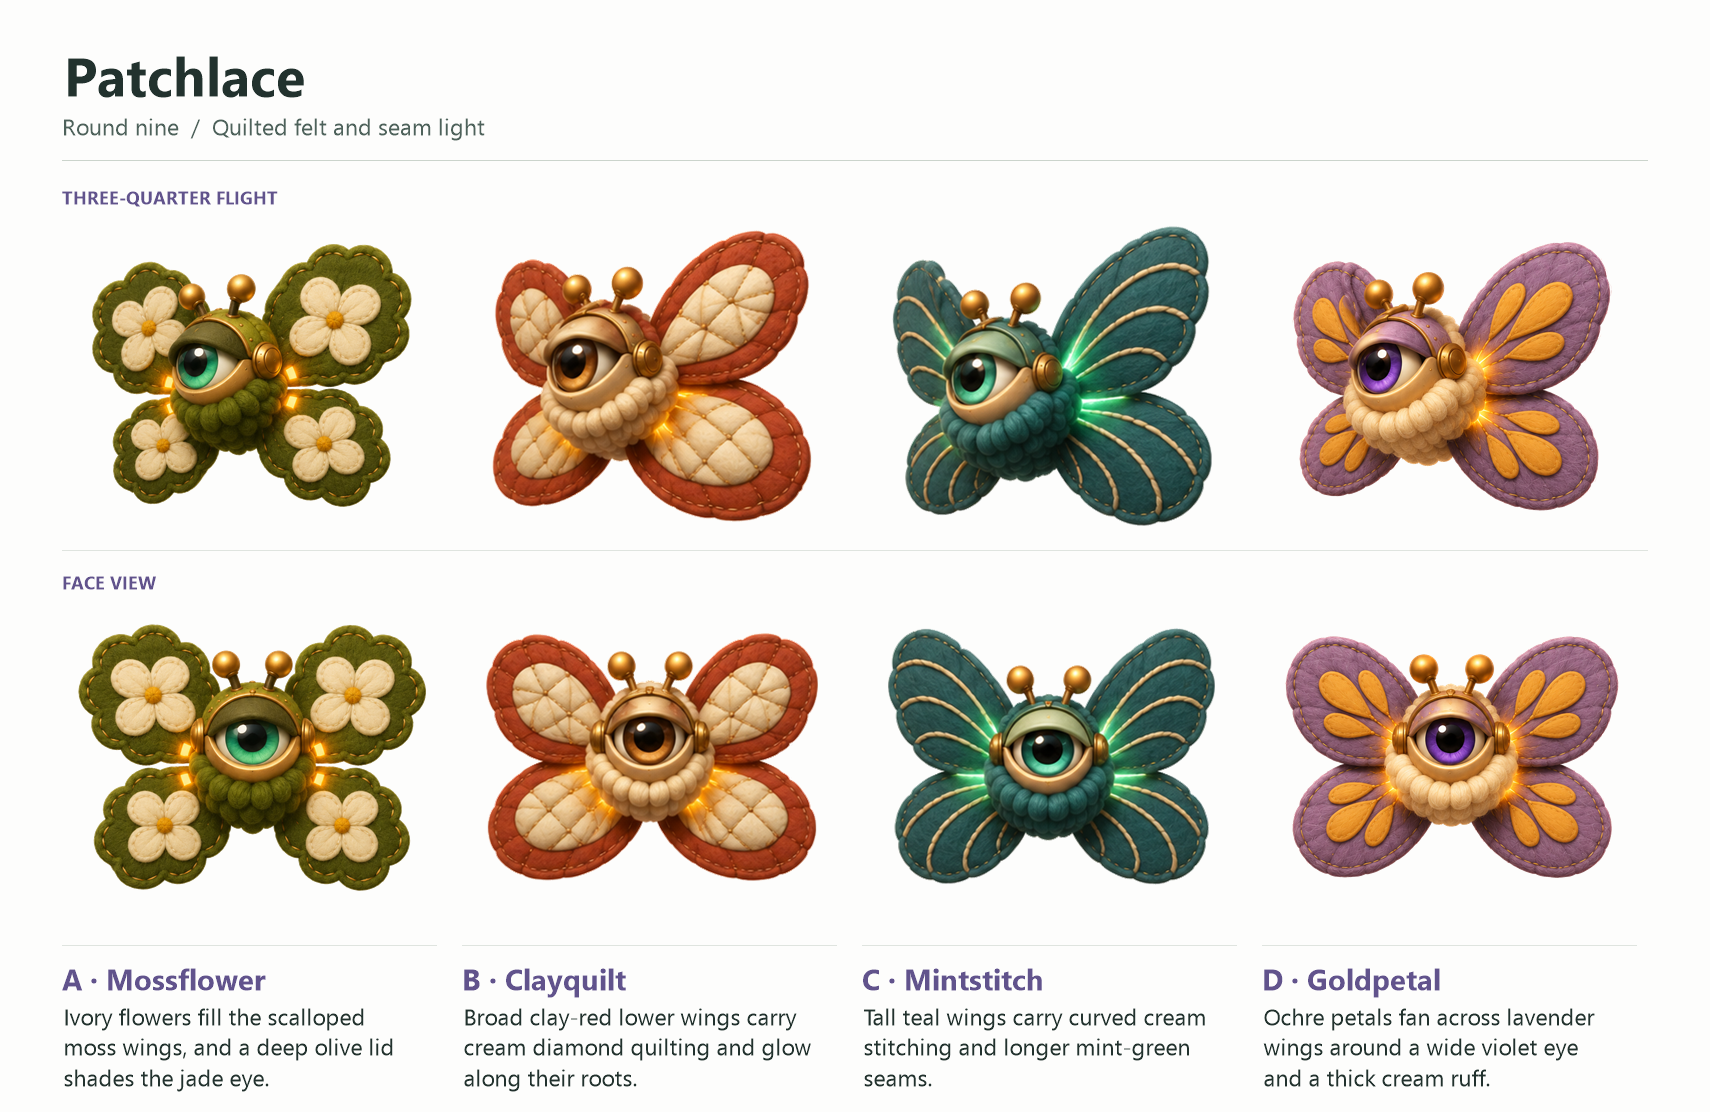 Patchlace
Round nine / Quilted felt and seam light
THREE-QUARTER FLIGHT
FACE VIEW
A · Mossflower
Ivory flowers fill the scalloped
moss wings, and a deep olive lid
shades the jade eye.
B · Clayquilt
Broad clay-red lower wings carry
cream diamond quilting and glow
along their roots.
C · Mintstitch
Tall teal wings carry curved cream
stitching and longer mint-green
seams.
D · Goldpetal
Ochre petals fan across lavender
wings around a wide violet eye
and a thick cream ruff.